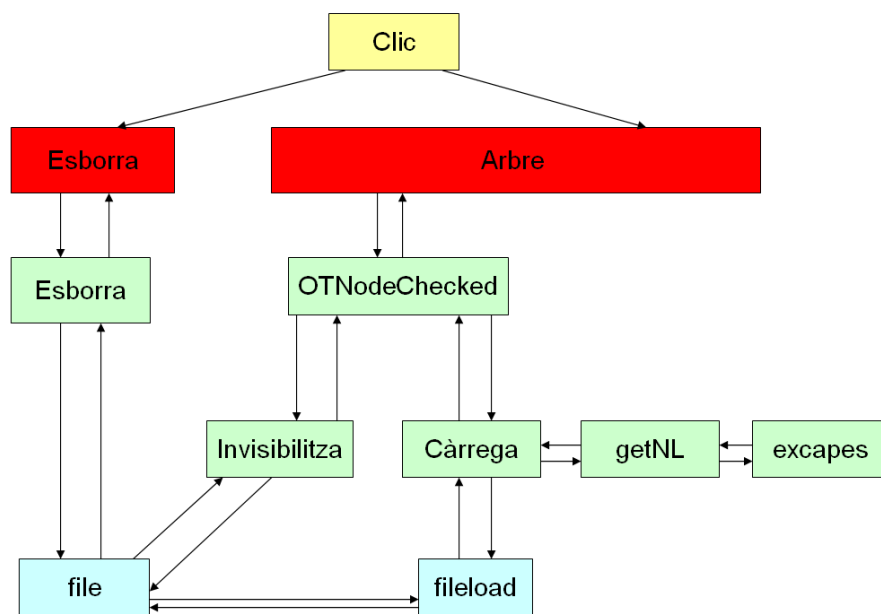 Clic
Esborra
Arbre
Esborra
OTNodeChecked
Invisibilitza
Càrrega
getNL
excapes
file
fileload